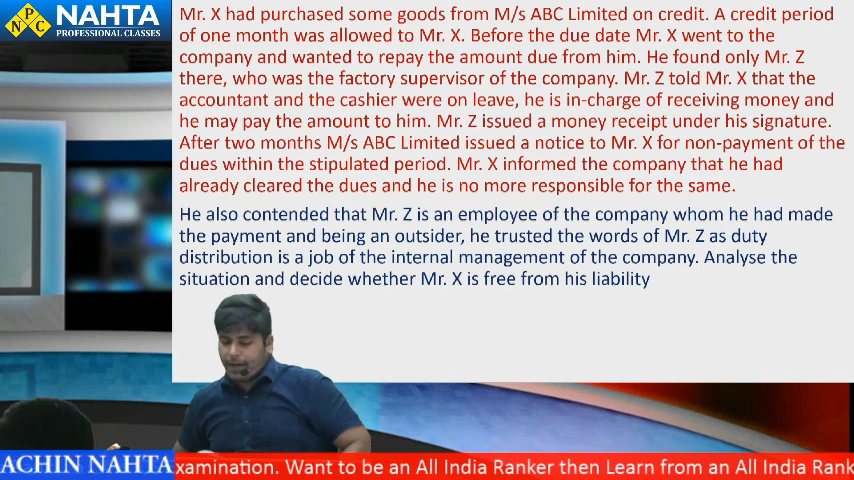 NPC
NAHTA
PROFESSIONAL CLASSES
Mr. X had purchased some goods from M/s ABC Limited on credit. A credit period
of one month was allowed to Mr. X. Before the due date Mr. X went to the
company and wanted to repay the amount due from him. He found only Mr. Z
there, who was the factory supervisor of the company. Mr. Z told Mr. X that the
accountant and the cashier were on leave, he is in-charge of receiving money and
he may pay the amount to him. Mr. Z issued a money receipt under his signature.
After two months M/s ABC Limited issued a notice to Mr. X for non-payment of the
dues within the stipulated period. Mr. X informed the company that he had
already cleared the dues and he is no more responsible for the same.
He also contended that Mr. Z is an employee of the company whom he had made
the payment and being an outsider, he trusted the words of Mr. Z as duty
distribution is a job of the internal management of the company. Analyse the
situation and decide whether Mr. X is free from his liability
ACHIN NAHTA xamination. Want to be an All India Ranker then Learn from an All India Rank